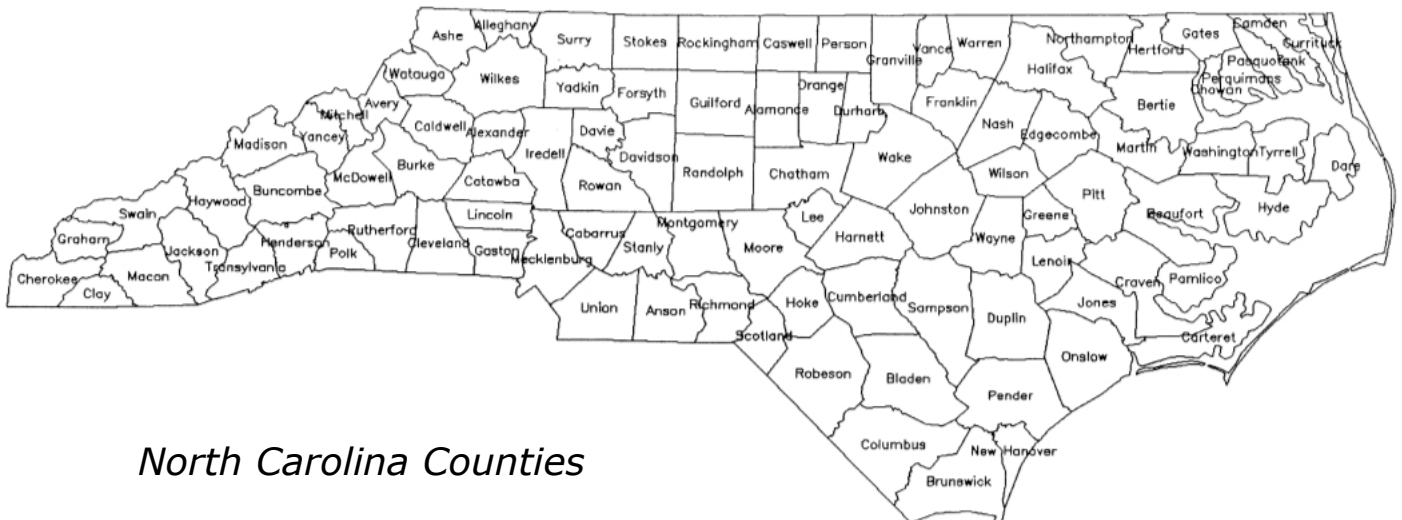 Alleghany
Ashe
Surry
Stokes
Rockingham
Caswell
Person
Granville
Vance
Warren
Northampton
Hertford
Gates
Camden
Currituck
Pasquotank
Perquimans
Chowan
Halifax
Bertie
Watauga
Wilkes
Yadkin
Forsyth
Guilford
Alamance
Orange
Durham
Franklin
Nash
Edgecombe
Martin
Washington
Tyrrell
Dare
Mitchell
Avery
Caldwell
Alexander
Iredell
Davie
Davidson
Randolph
Chatham
Wake
Wilson
Pitt
Beaufort
Hyde
Madison
Yancey
McDowell
Burke
Catawba
Rowan
Lee
Johnston
Greene
Haywood
Buncombe
Rutherford
Lincoln
Cabarrus
Stanly
Montgomery
Moore
Harnett
Wayne
Lenoir
Craven
Pamlico
Swain
Graham
Jackson
Henderson
Polk
Cleveland
Gaston
Mecklenburg
Cherokee
Clay
Macon
Transylvania
Union
Anson
Richmond
Hoke
Cumberland
Sampson
Duplin
Jones
Carteret
Scotland
Robeson
Bladen
Pender
Onslow
Columbus
New Hanover
Brunswick
North Carolina Counties